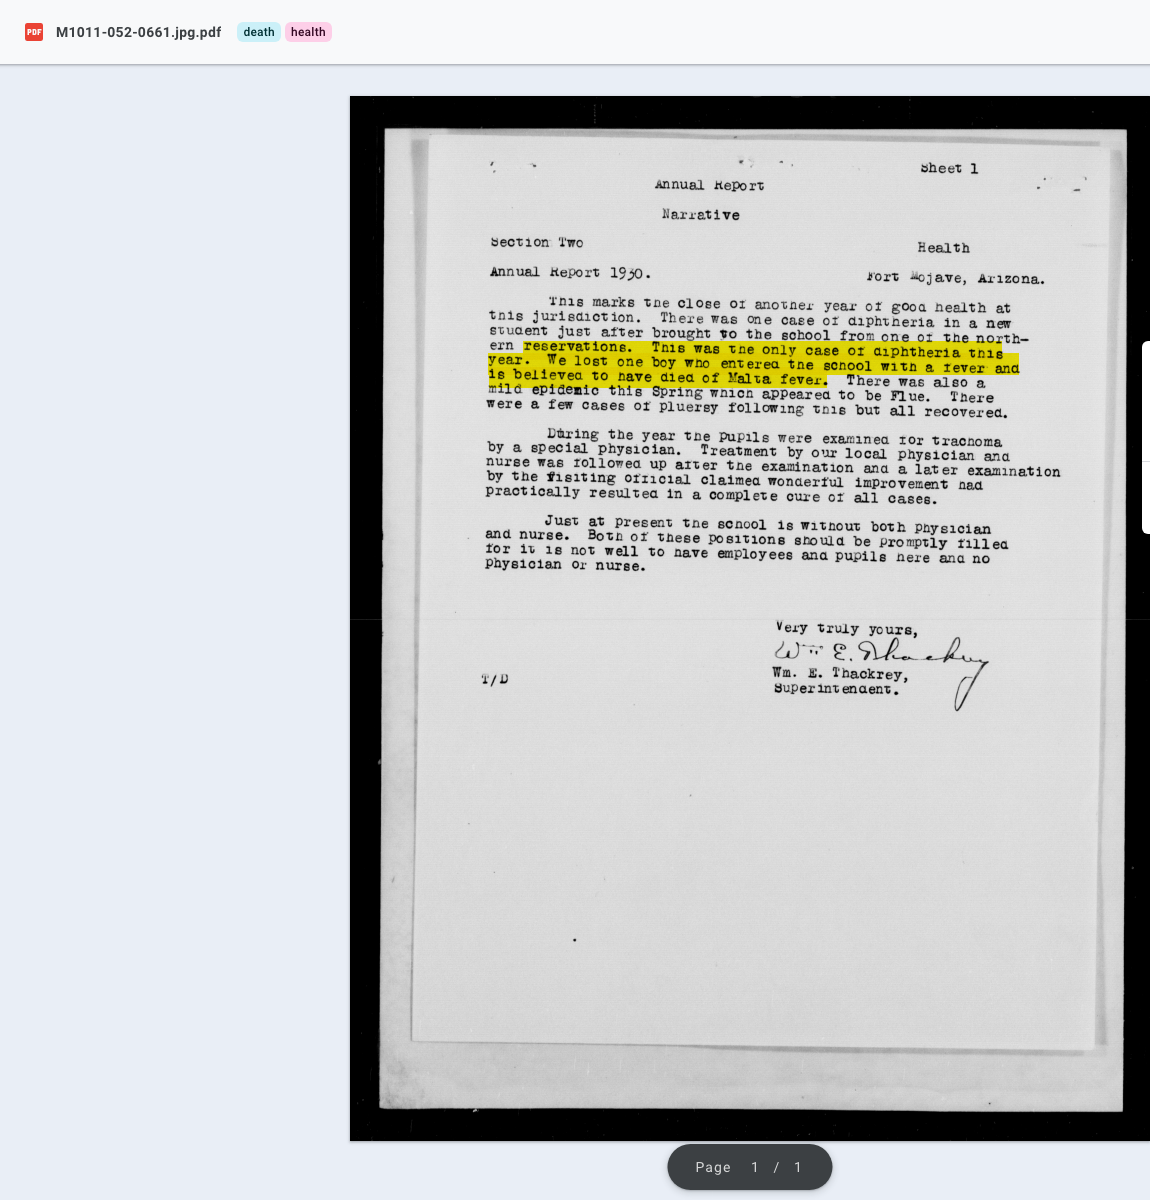 PDF M1011-052-0661.jpg.pdf death health
Sheet 1
Annual Report
Narrative
Section Two
Health
Annual Report 1930.
Fort Mojave, Arizona.
This marks the close of another year of good health at
this jurisdiction. There was one case of diphtheria in a new
student just after brought to the school from one of the north-
ern reservations. This was the only case of diphtheria this
year. We lost one boy who entered the school with a fever and
is believed to have died of Malta fever. There was also a
mild epidemic this Spring which appeared to be Flue. There
were a few cases of pluersy following this but all recovered.
During the year the pupils were examined for trachoma
by a special physician. Treatment by our local physician and
nurse was followed up after the examination and a later examination
by the fisiting official claimed wonderful improvement had
practically resulted in a complete cure of all cases.
Just at present the school is without both physician
and nurse. Both of these positions should be promptly filled
for it is not well to have employees and pupils here and no
physician or nurse.
Very truly yours,
Wm E. Thackrey
Wm. E. Thackrey,
Superintendent.
T/D
Page 1 / 1